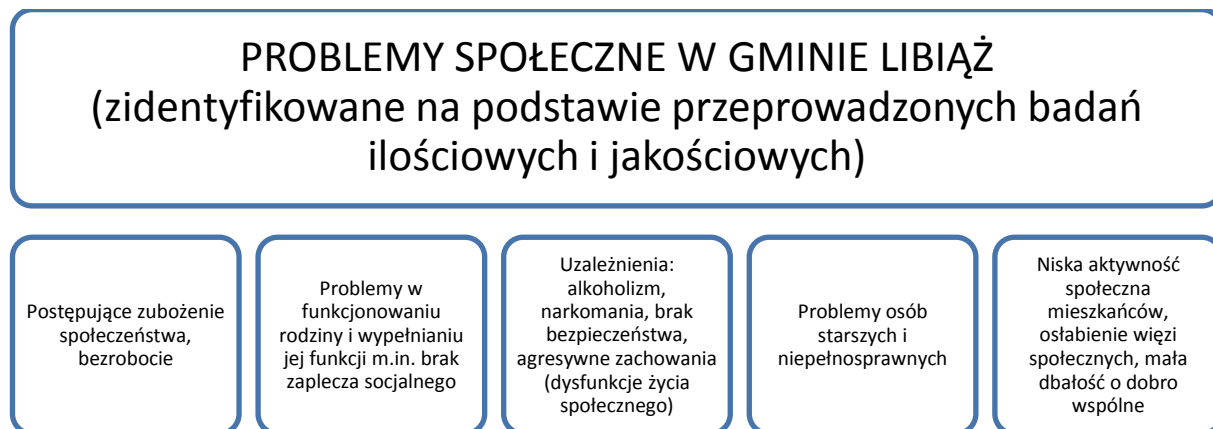 PROBLEMY SPOŁECZNE W GMINIE LIBIĄŻ
(zidentyfikowane na podstawie przeprowadzonych badań
ilościowych i jakościowych)
Postępujące zubożenie
społeczeństwa,
bezrobocie
Problemy w
funkcjonowaniu
rodziny i wypełnianiu
jej funkcji m.in. brak
zaplecza socjalnego
Uzależnienia:
alkoholizm,
narkomania, brak
bezpieczeństwa,
agresywne zachowania
(dysfunkcje życia
społecznego)
Problemy osób
starszych i
niepełnosprawnych
Niska aktywność
społeczna
mieszkańców,
osłabienie więzi
społecznych, mała
dbałość o dobro
wspólne